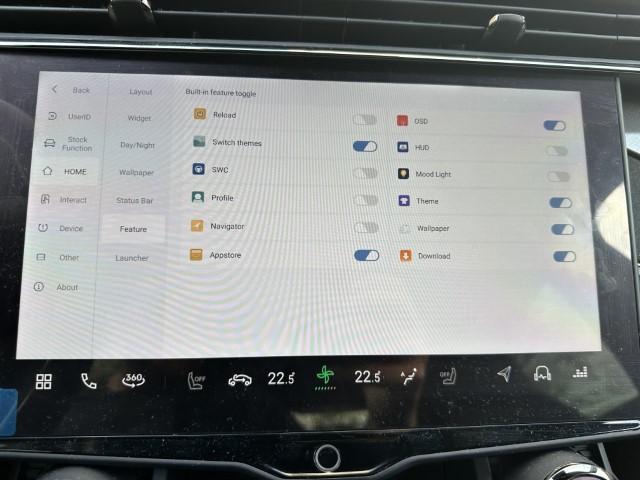 Back
UserID
Stock
Function
HOME
Interact
Device
Other
About
Layout
Widget
Day/Night
Wallpaper
Status Bar
Feature
Launcher
Built-in feature toggle
Reload
Switch themes
SWC
Profile
Navigator
Appstore
OSD
HUD
Mood Light
Theme
Wallpaper
Download
360
OFF
22.5°
22.5°
OFF